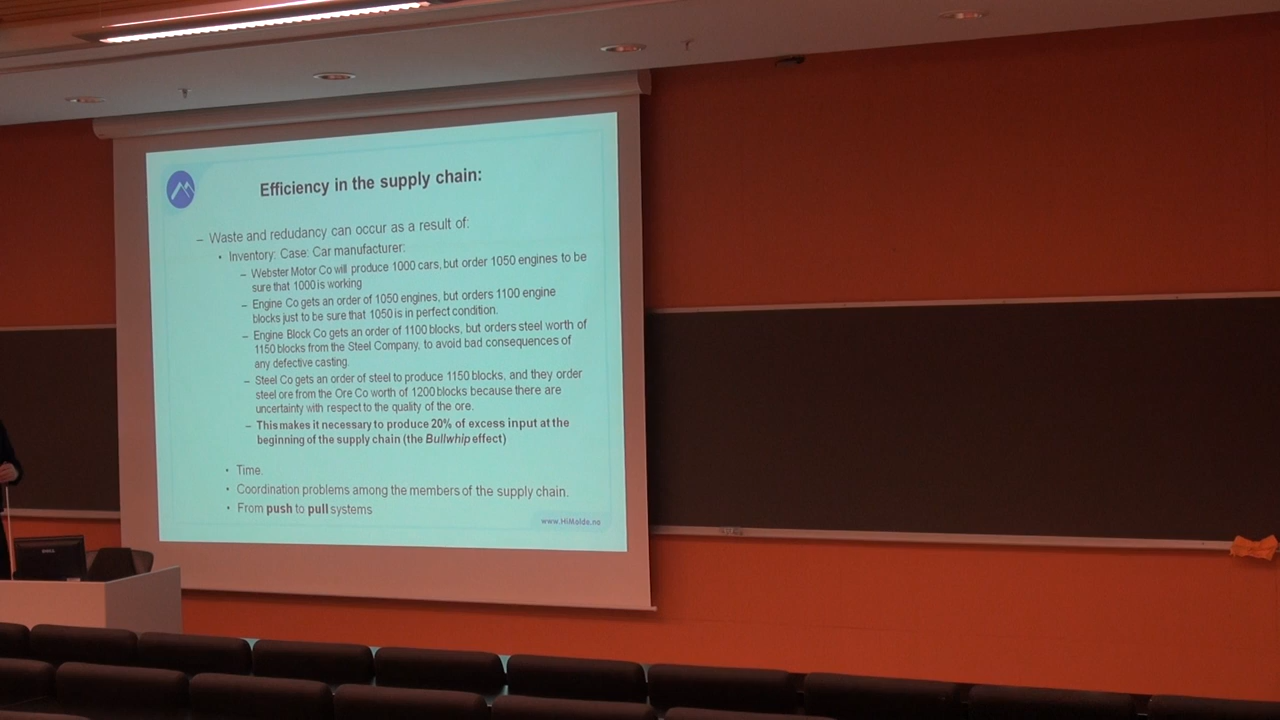 Efficiency in the supply chain:
– Waste and redudancy can occur as a result of:
• Inventory: Case: Car manufacturer:
– Webster Motor Co will produce 1000 cars, but order 1050 engines to be
sure that 1000 is working
– Engine Co gets an order of 1050 engines, but orders 1100 engine
blocks just to be sure that 1050 is in perfect condition.
– Engine Block Co gets an order of 1100 blocks, but orders steel worth of
1150 blocks from the Steel Company, to avoid bad consequences of
any defective casting.
– Steel Co gets an order of steel to produce 1150 blocks, and they order
steel ore from the Ore Co worth of 1200 blocks because there are
uncertainty with respect to the quality of the ore.
– This makes it necessary to produce 20% of excess input at the
beginning of the supply chain (the Bullwhip effect)
• Time.
• Coordination problems among the members of the supply chain.
• From push to pull systems
www.HiMolde.no